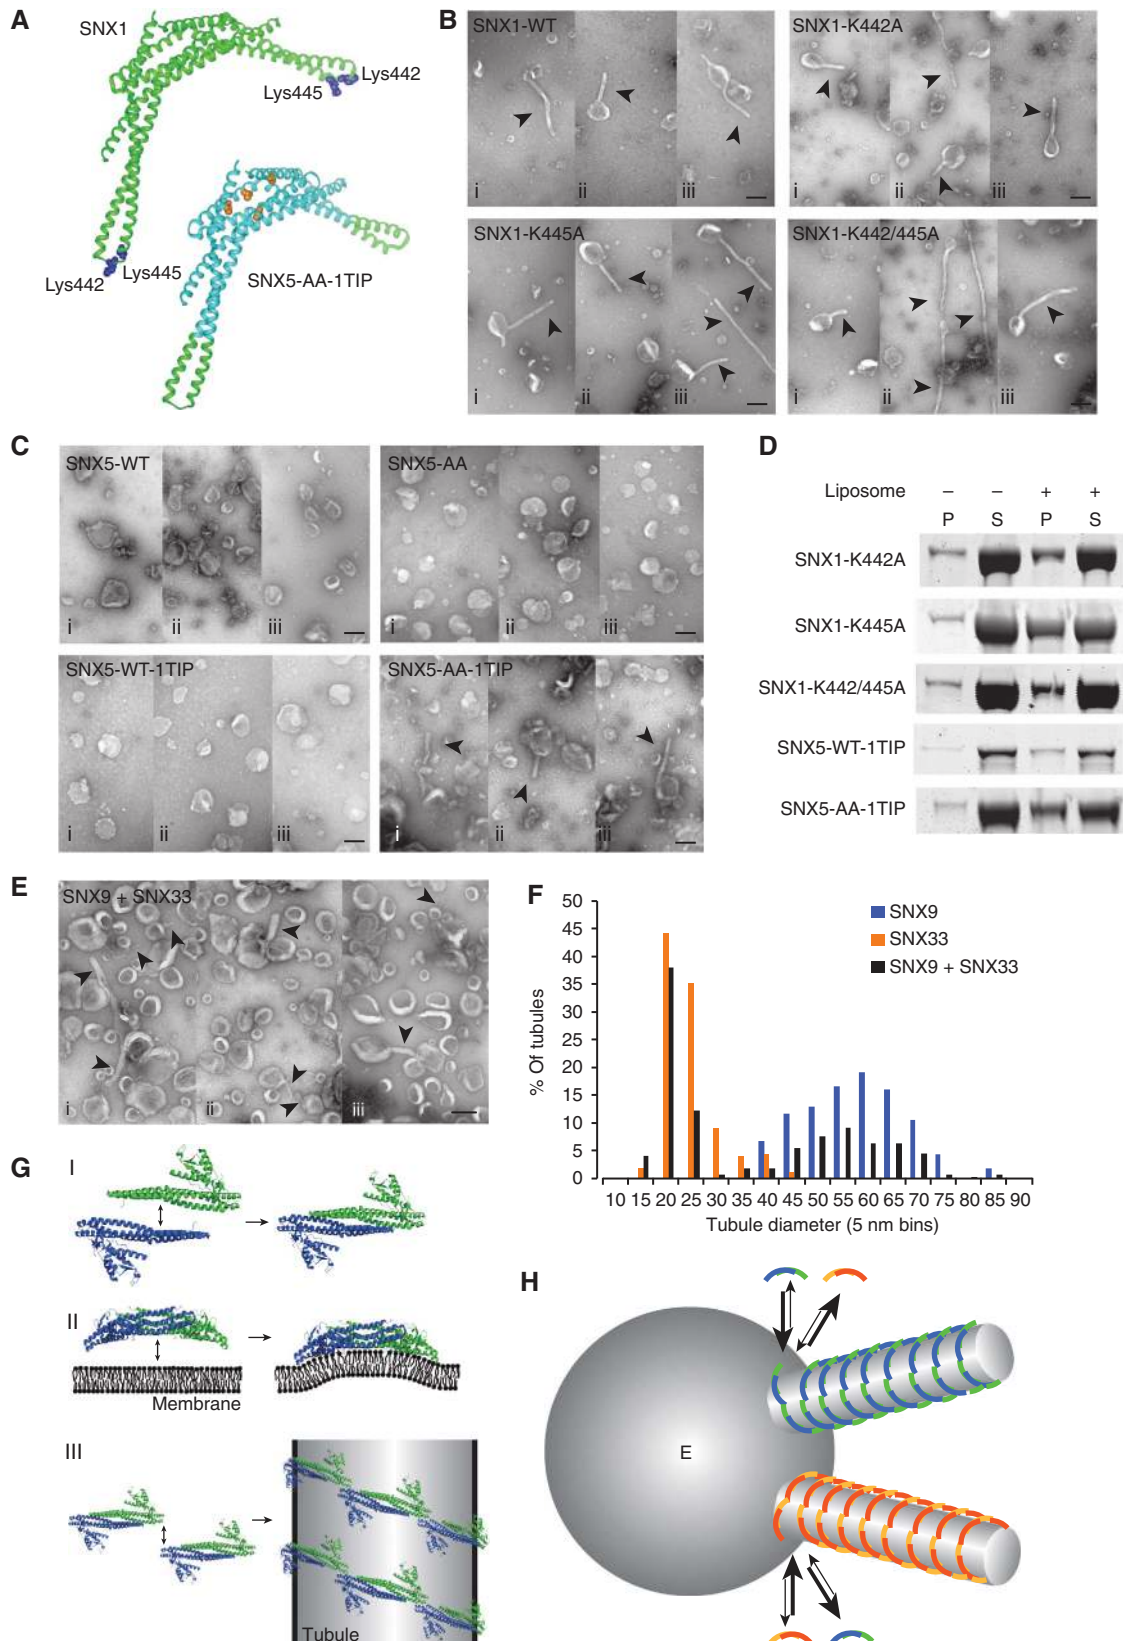 A
SNX1
Lys442
Lys445
Lys445
Lys442
SNX5-AA-1TIP
B
SNX1-WT
i
ii
iii
SNX1-K442A
i
ii
iii
SNX1-K445A
i
ii
iii
SNX1-K442/445A
i
ii
iii
C
SNX5-WT
i
ii
iii
SNX5-AA
i
ii
iii
SNX5-WT-1TIP
i
ii
iii
SNX5-AA-1TIP
i
ii
iii
D
Liposome – – + +
P S P S
SNX1-K442A
SNX1-K445A
SNX1-K442/445A
SNX5-WT-1TIP
SNX5-AA-1TIP
E
SNX9 + SNX33
i
ii
iii
F
% Of tubules
50
45
40
35
30
25
20
15
10
5
0
SNX9
SNX33
SNX9 + SNX33
10 15 20 25 30 35 40 45 50 55 60 65 70 75 80 85 90
Tubule diameter (5 nm bins)
G
I
II
Membrane
III
Tubule
H
E